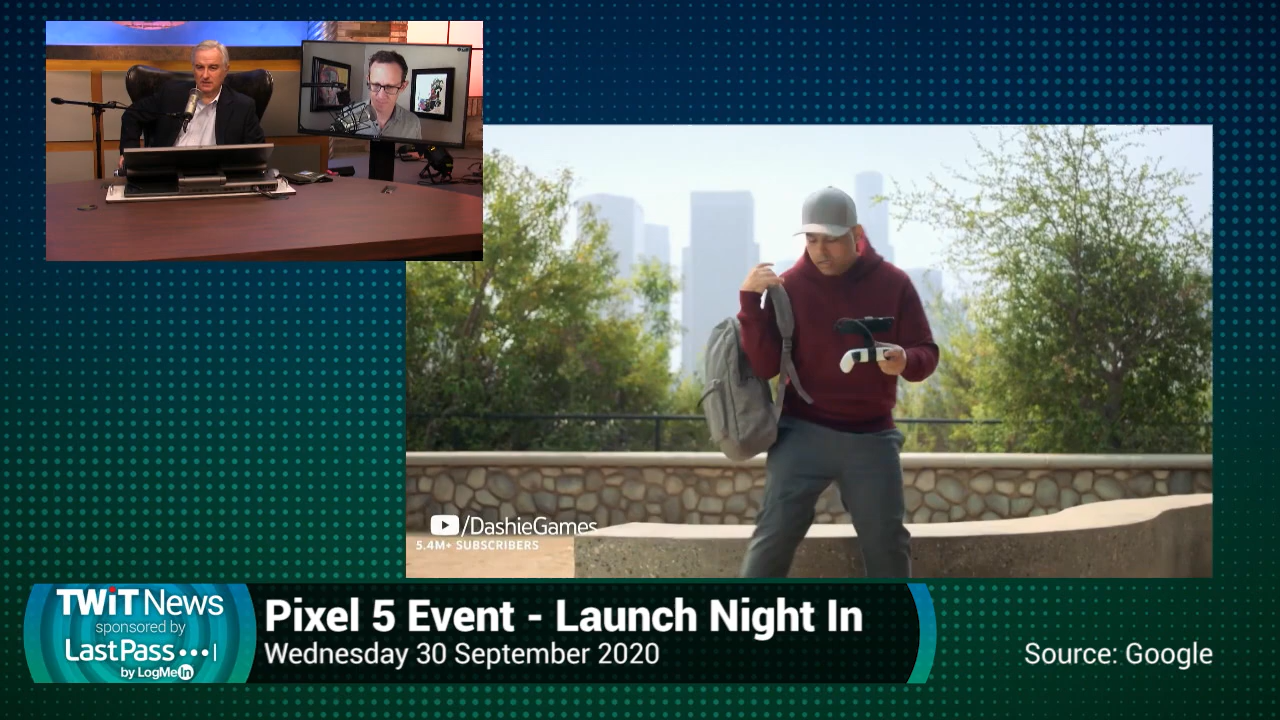 /DashieGames
5.4M+ SUBSCRIBERS
TWiT News
sponsored by
LastPass •••|
by LogMeIn
Pixel 5 Event - Launch Night In
Wednesday 30 September 2020
Source: Google